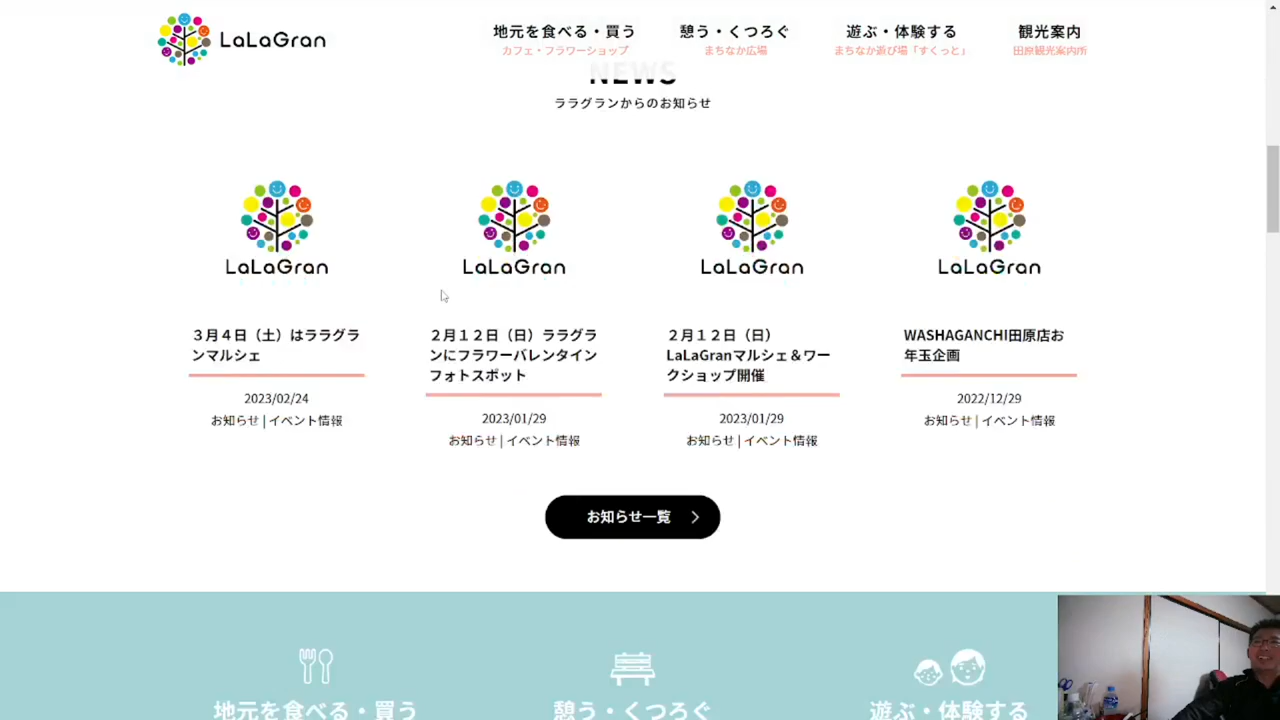 LaLaGran
地元を食べる・買う
カフェ・フラワーショップ
憩う・くつろぐ
まちなか広場
遊ぶ・体験する
まちなか遊び場「すくっと」
観光案内
田原観光案内所
NEWS
ララグランからのお知らせ
LaLaGran
LaLaGran
LaLaGran
LaLaGran
３月４日（土）はララグラ
ンマルシェ
2023/02/24
お知らせ | イベント情報
２月１２日（日）ララグラ
ンにフラワーバレンタイン
フォトスポット
2023/01/29
お知らせ | イベント情報
２月１２日（日）
LaLaGranマルシェ＆ワー
クショップ開催
2023/01/29
お知らせ | イベント情報
WASHAGANCHI田原店お
年玉企画
2022/12/29
お知らせ | イベント情報
お知らせ一覧
地元を食べる・買う
憩う・くつろぐ
遊ぶ・体験する